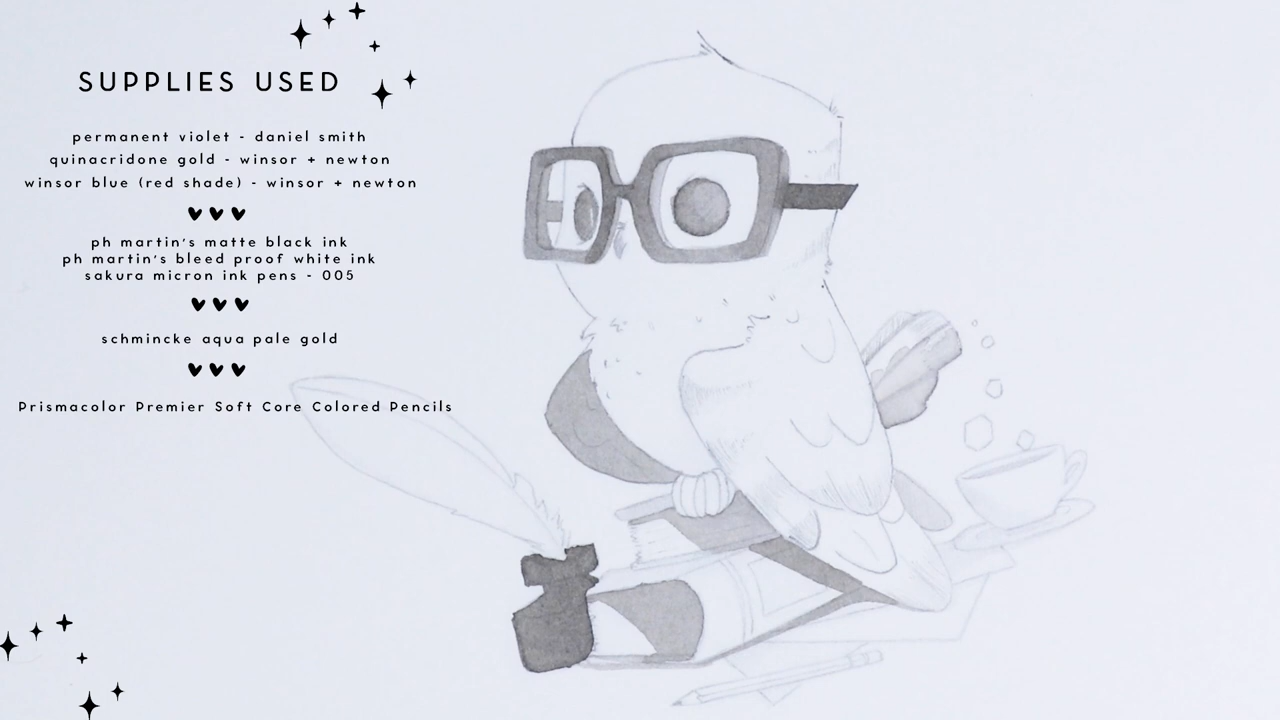 SUPPLIES USED
permanent violet - daniel smith
quinacridone gold - winsor + newton
winsor blue (red shade) - winsor + newton
ph martin's matte black ink
ph martin's bleed proof white ink
sakura micron ink pens - 005
schmincke aqua pale gold
Prismacolor Premier Soft Core Colored Pencils